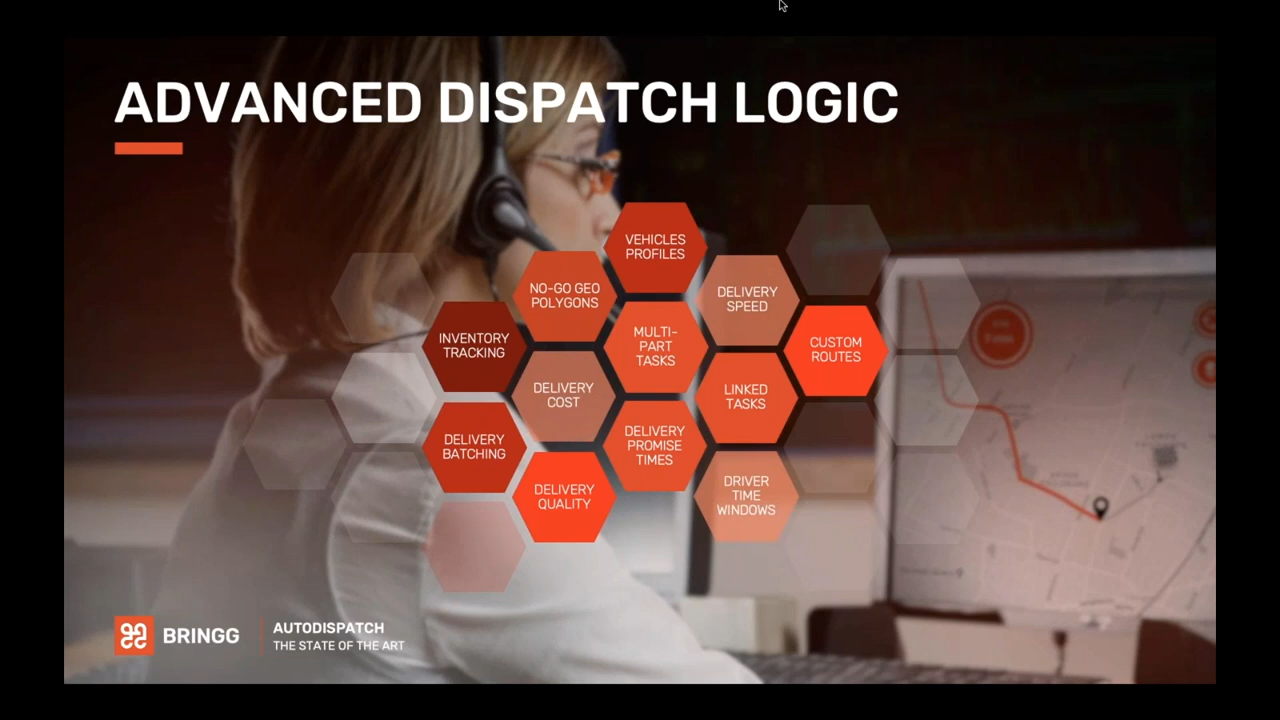 ADVANCED DISPATCH LOGIC
VEHICLES
PROFILES
NO-GO GEO
POLYGONS
DELIVERY
SPEED
INVENTORY
TRACKING
MULTI-
PART
TASKS
CUSTOM
ROUTES
DELIVERY
COST
LINKED
TASKS
DELIVERY
BATCHING
DELIVERY
PROMISE
TIMES
DELIVERY
QUALITY
DRIVER
TIME
WINDOWS
BRINGG
AUTODISPATCH
THE STATE OF THE ART